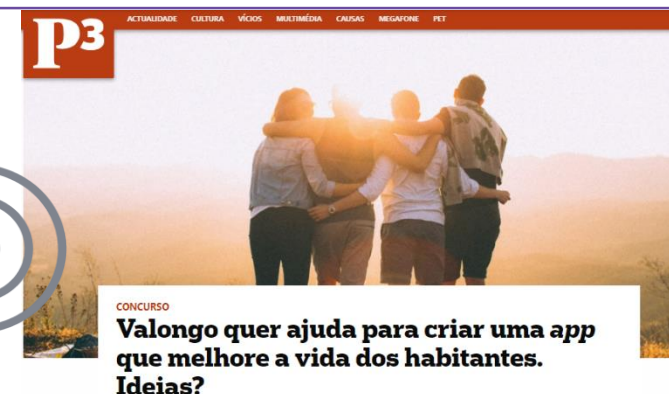 ACTUALIDADE CULTURA VÍCIOS MULTIMÉDIA CAUSAS MEGAFONE PET
P3
CONCURSO
Valongo quer ajuda para criar uma app
que melhore a vida dos habitantes.
Ideias?